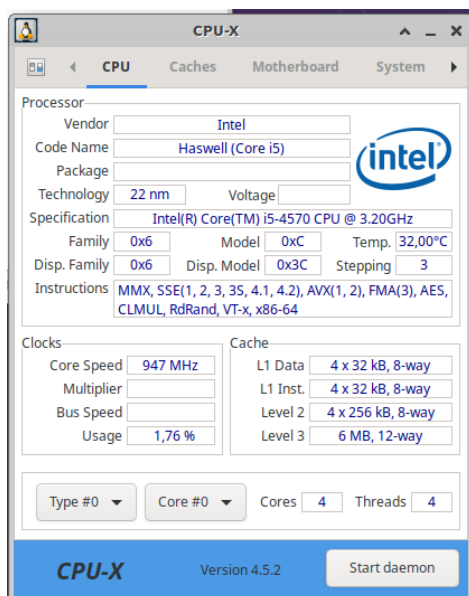 CPU-X
CPU Caches Motherboard System
Processor
Vendor Intel
Code Name Haswell (Core i5)
intel
Package
Technology 22 nm Voltage
Specification Intel(R) Core(TM) i5-4570 CPU @ 3.20GHz
Family 0x6 Model 0xC Temp. 32,00°C
Disp. Family 0x6 Disp. Model 0x3C Stepping 3
Instructions MMX, SSE(1, 2, 3, 3S, 4.1, 4.2), AVX(1, 2), FMA(3), AES,
CLMUL, RdRand, VT-x, x86-64
Clocks Cache
Core Speed 947 MHz L1 Data 4 x 32 kB, 8-way
Multiplier L1 Inst. 4 x 32 kB, 8-way
Bus Speed Level 2 4 x 256 kB, 8-way
Usage 1,76 % Level 3 6 MB, 12-way
Type #0 Core #0 Cores 4 Threads 4
CPU-X Version 4.5.2 Start daemon